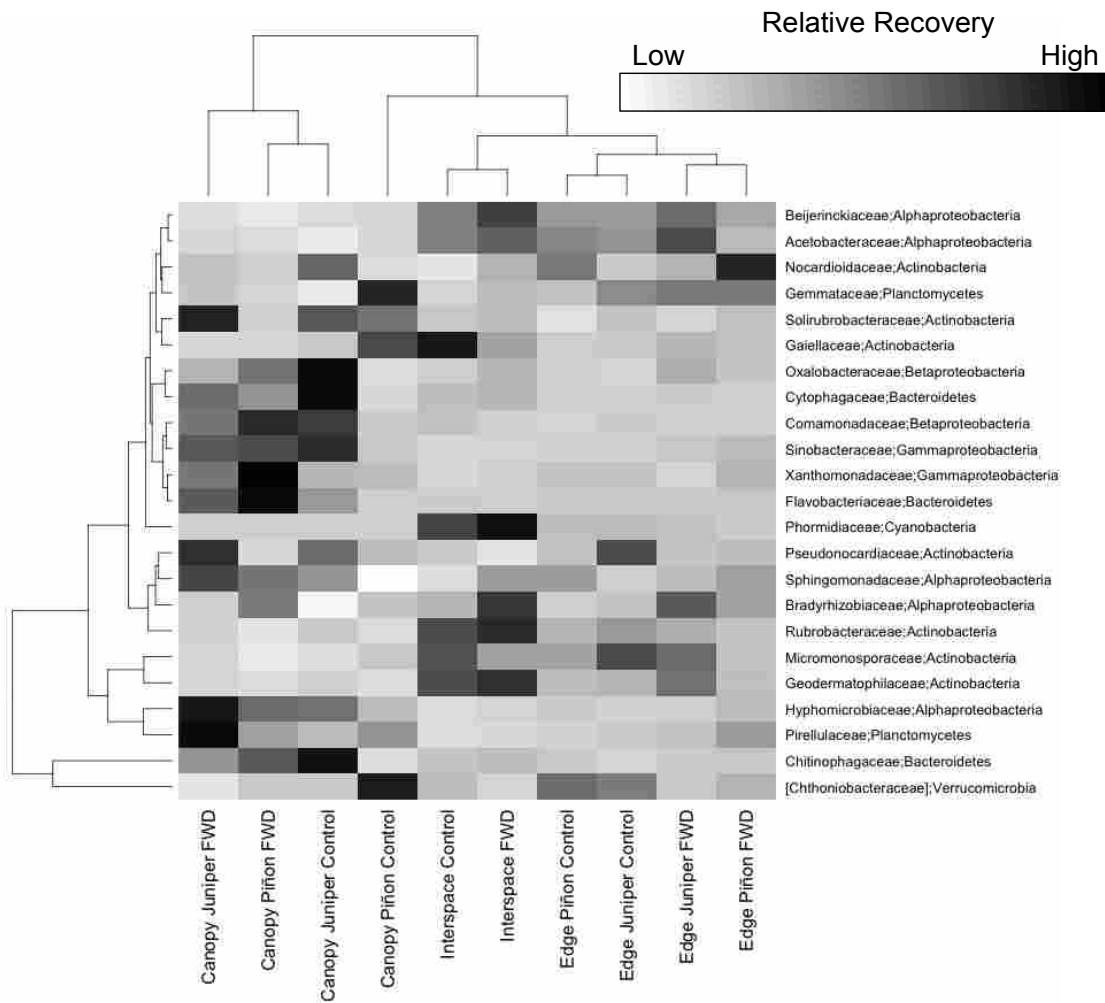 Relative Recovery
Low
High
Beijerinckiaceae;Alphaproteobacteria
Acetobacteraceae;Alphaproteobacteria
Nocardioidaceae;Actinobacteria
Gemmataceae;Planctomycetes
Solirubrobacteraceae;Actinobacteria
Gaiellaceae;Actinobacteria
Oxalobacteraceae;Betaproteobacteria
Cytophagaceae;Bacteroidetes
Comamonadaceae;Betaproteobacteria
Sinobacteraceae;Gammaproteobacteria
Xanthomonadaceae;Gammaproteobacteria
Flavobacteriaceae;Bacteroidetes
Phormidiaceae;Cyanobacteria
Pseudonocardiaceae;Actinobacteria
Sphingomonadaceae;Alphaproteobacteria
Bradyrhizobiaceae;Alphaproteobacteria
Rubrobacteraceae;Actinobacteria
Micromonosporaceae;Actinobacteria
Geodermatophilaceae;Actinobacteria
Hyphomicrobiaceae;Alphaproteobacteria
Pirellulaceae;Planctomycetes
Chitinophagaceae;Bacteroidetes
[Chthoniobacteraceae];Verrucomicrobia
Canopy Juniper FWD
Canopy Piñon FWD
Canopy Juniper Control
Canopy Piñon Control
Interspace Control
Interspace FWD
Edge Piñon Control
Edge Juniper Control
Edge Juniper FWD
Edge Piñon FWD